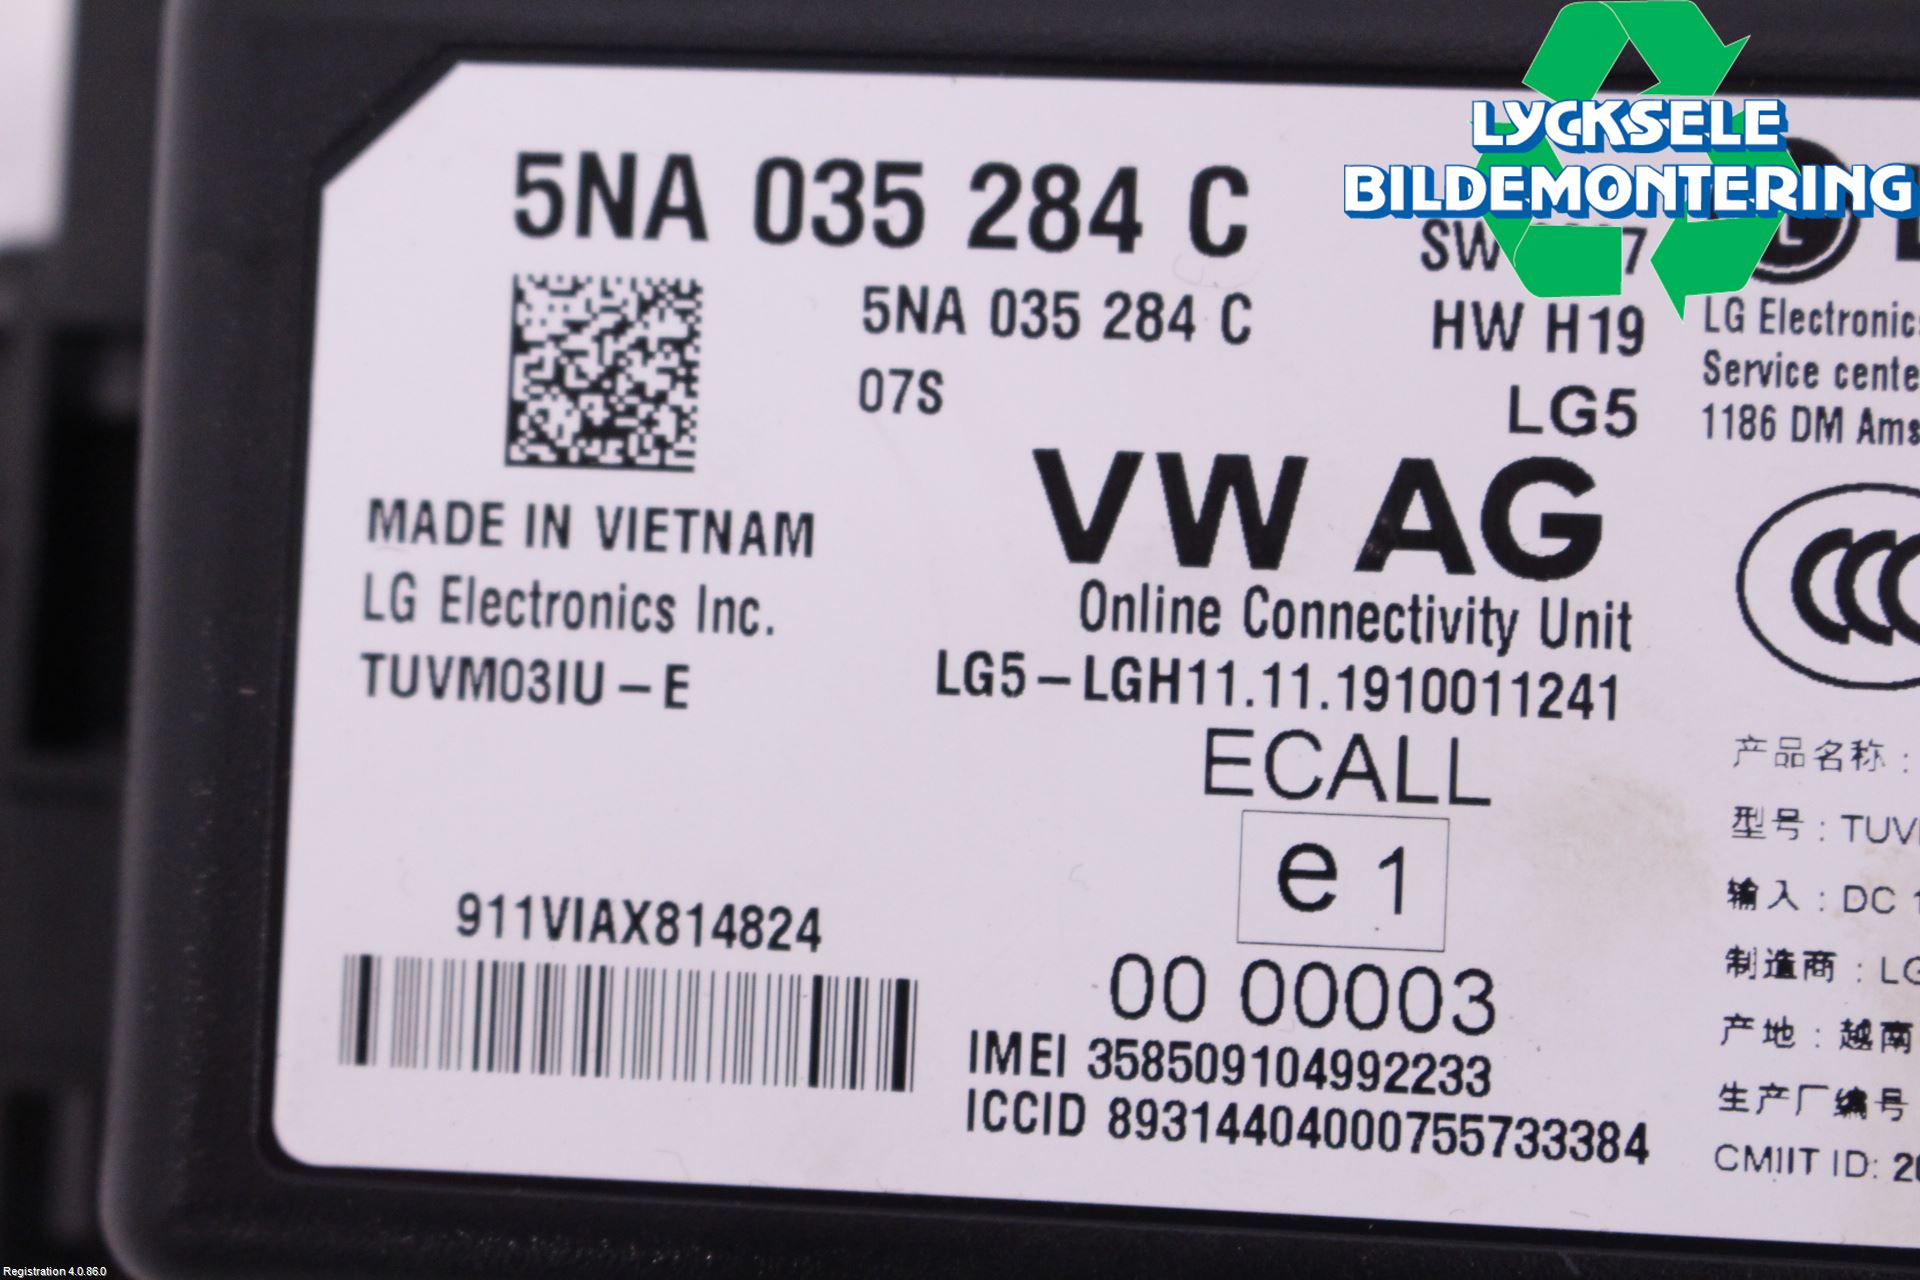 LYCKSELE
BILDEMONTERING
5NA 035 284 C
5NA 035 284 C
07S
SW
HW H19
LG5
LG Electronics
Service center
1186 DM
MADE IN VIETNAM
LG Electronics Inc.
TUVM03IU-E
VW AG
Online Connectivity Unit
LG5-LGH11.11.1910011241
ECALL
e1
00 00003
IMEI 358509104992233
ICCID 89314404000755733384
911VIAX814824
CCC
产品名称:
型号:
输入: DC
制造商: LG
产地: 越南
生产厂编号
CMIIT ID:
Registration 4.0.86.0